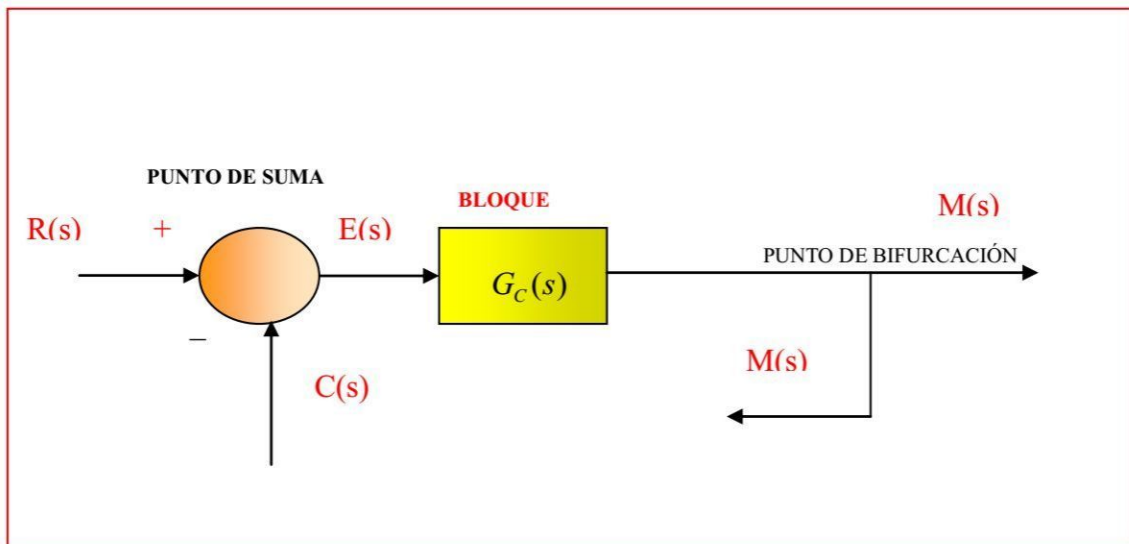 PUNTO DE SUMA
BLOQUE
M(s)
R(s)
+
E(s)
PUNTO DE BIFURCACIÓN
G_C(s)
−
M(s)
C(s)